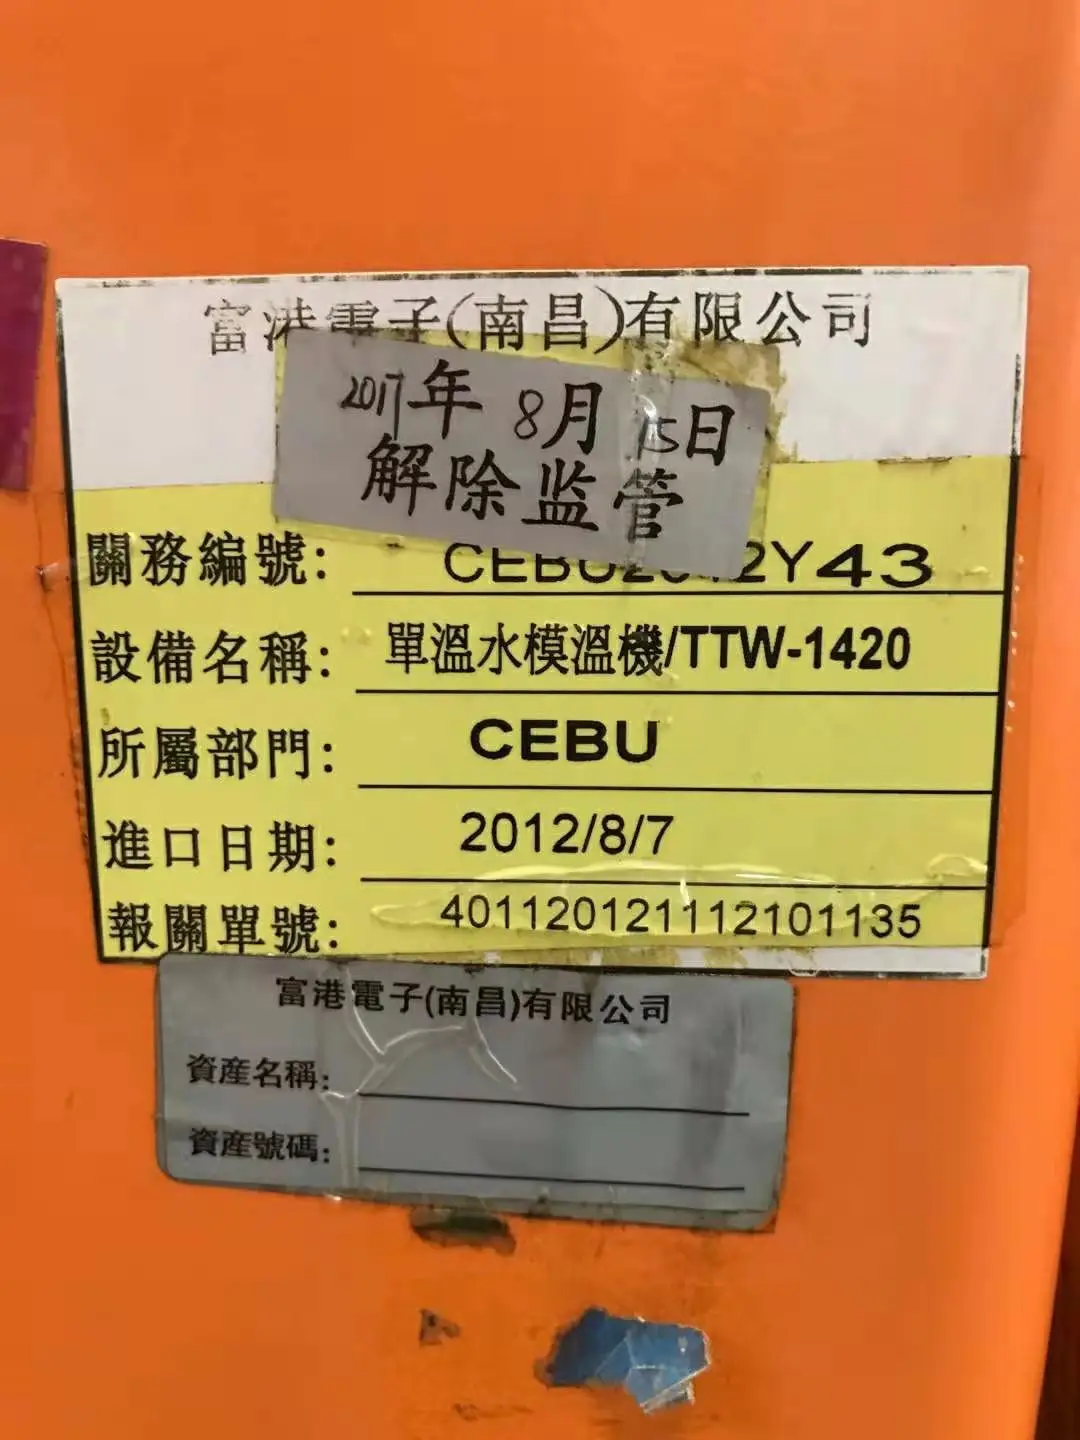 富港電子(南昌)有限公司
2017年 8月 15日
解除监管
關務編號: CEBU2012Y43
設備名稱: 單溫水模溫機/TTW-1420
所屬部門: CEBU
進口日期: 2012/8/7
報關單號: 401120121112101135
富港電子(南昌)有限公司
資産名稱:
資産號碼: